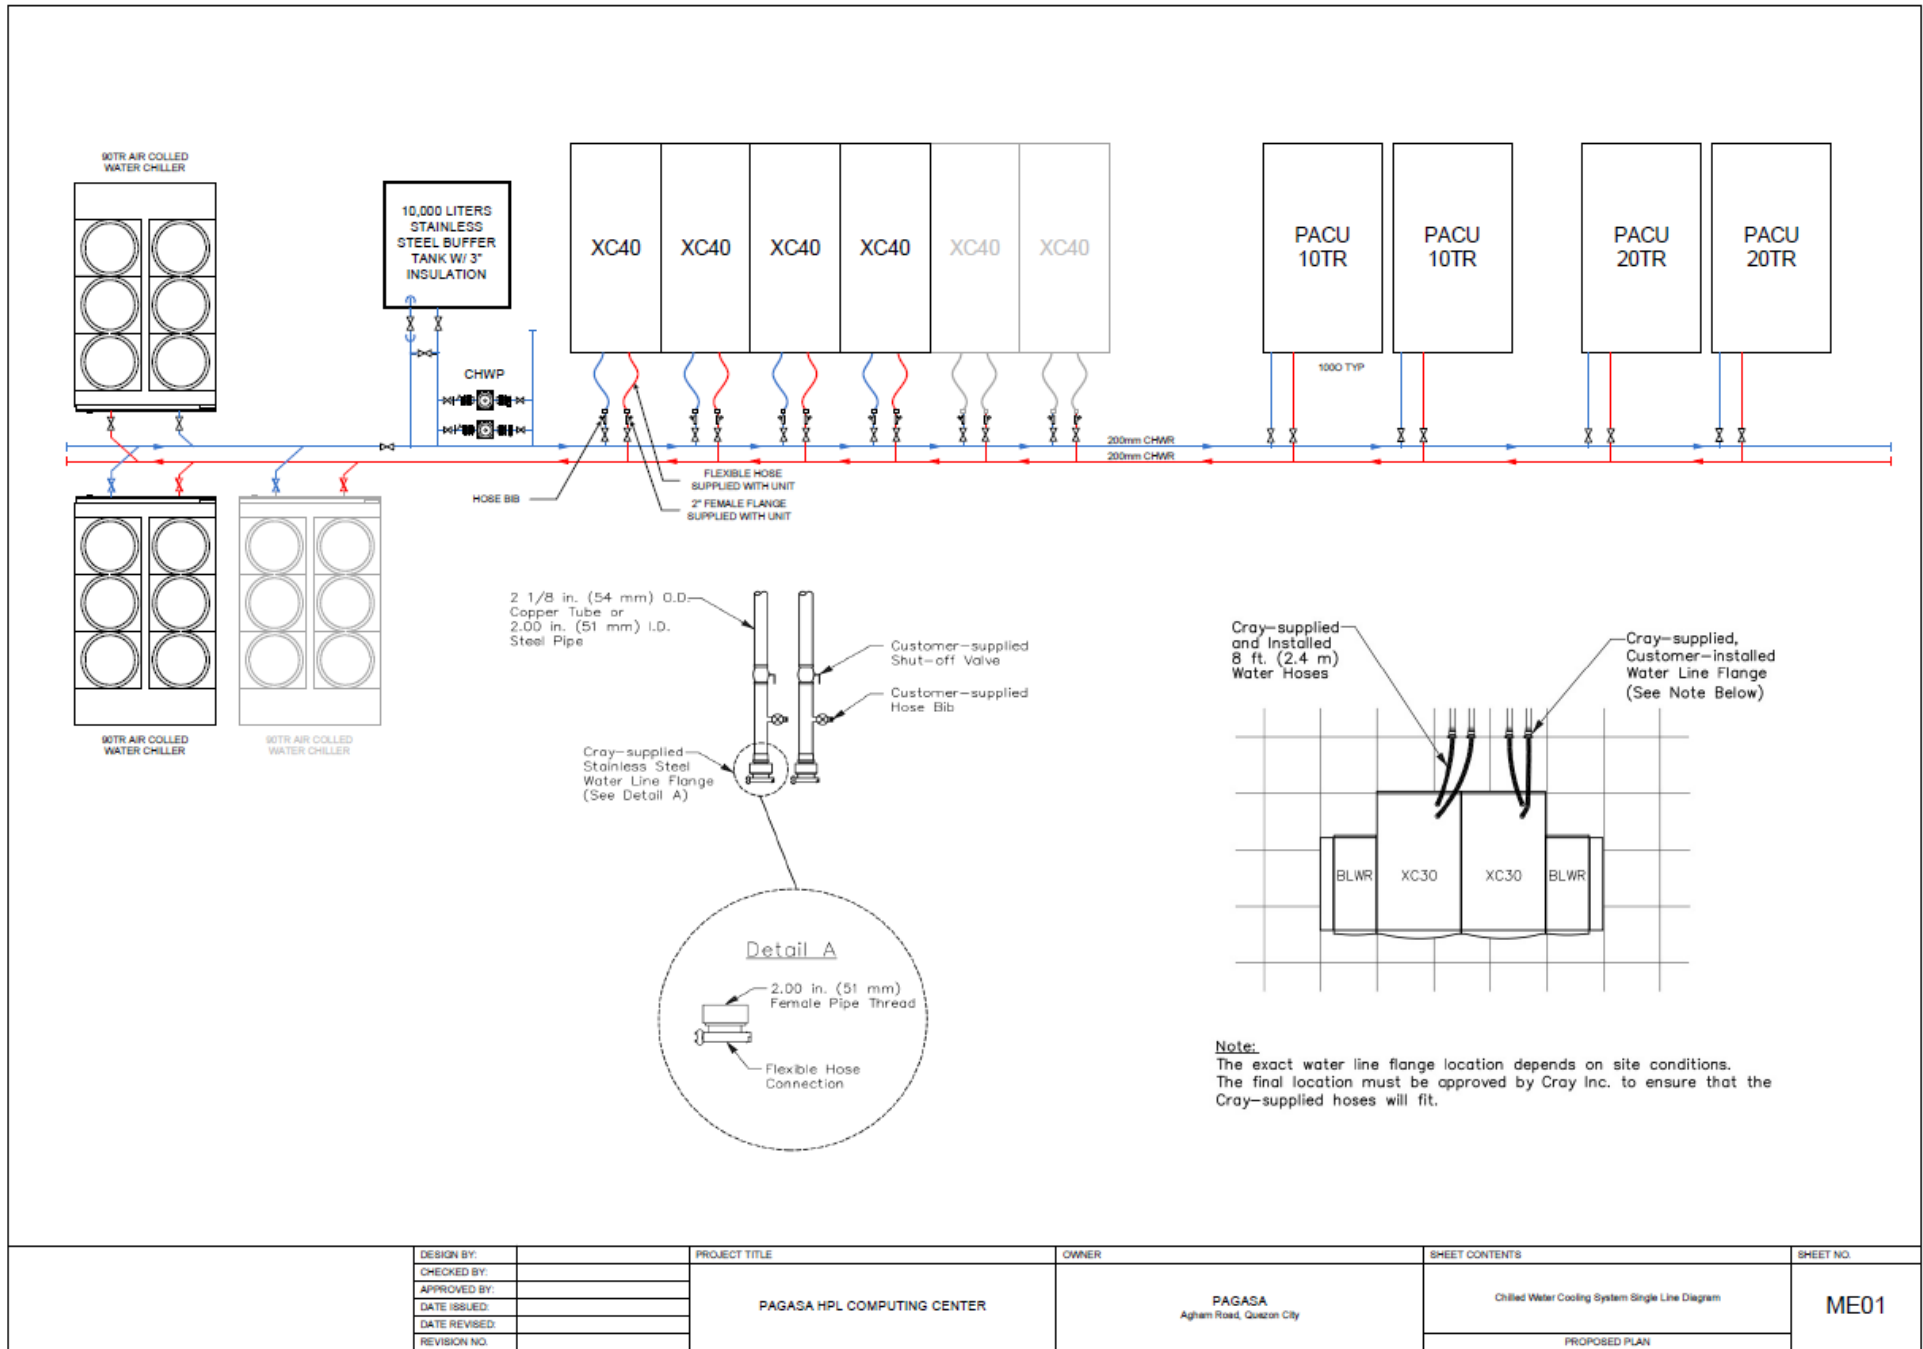 90TR AIR COLLED
WATER CHILLER
10,000 LITERS
STAINLESS
STEEL BUFFER
TANK W/ 3"
INSULATION
CHWP
XC40
XC40
XC40
XC40
XC40
XC40
PACU
10TR
PACU
10TR
PACU
20TR
PACU
20TR
100O TYP
200mm CHWR
200mm CHWR
FLEXIBLE HOSE
SUPPLIED WITH UNIT
HOSE BIB
2" FEMALE FLANGE
SUPPLIED WITH UNIT
90TR AIR COLLED
WATER CHILLER
90TR AIR COLLED
WATER CHILLER
2 1/8 in. (54 mm) O.D.
Copper Tube or
2.00 in. (51 mm) I.D.
Steel Pipe
Customer-supplied
Shut-off Valve
Customer-supplied
Hose Bib
Cray-supplied
Stainless Steel
Water Line Flange
(See Detail A)
Detail A
2.00 in. (51 mm)
Female Pipe Thread
Flexible Hose
Connection
Cray-supplied
and Installed
8 ft. (2.4 m)
Water Hoses
Cray-supplied,
Customer-installed
Water Line Flange
(See Note Below)
BLWR
XC30
XC30
BLWR
Note:
The exact water line flange location depends on site conditions.
The final location must be approved by Cray Inc. to ensure that the
Cray-supplied hoses will fit.
DESIGN BY:
CHECKED BY:
APPROVED BY:
DATE ISSUED:
DATE REVISED:
REVISION NO.
PROJECT TITLE
PAGASA HPL COMPUTING CENTER
OWNER
PAGASA
Agham Road, Quezon City
SHEET CONTENTS
Chilled Water Cooling System Single Line Diagram
PROPOSED PLAN
SHEET NO.
ME01